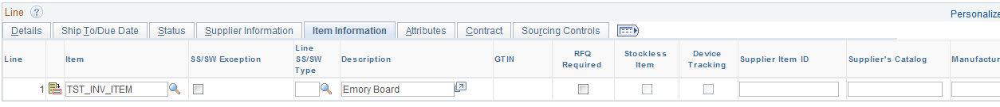 Line
Personalize
Details Ship To/Due Date Status Supplier Information Item Information Attributes Contract Sourcing Controls
Line Item SS/SW Exception Line SS/SW Type Description GTIN RFQ Required Stockless Item Device Tracking Supplier Item ID Supplier's Catalog Manufactur
1 TST_INV_ITEM Emory Board